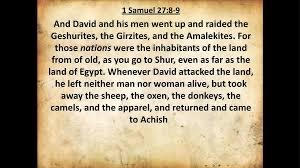 1 Samuel 27:8-9
And David and his men went up and raided the
Geshurites, the Girzites, and the Amalekites. For
those nations were the inhabitants of the land
from of old, as you go to Shur, even as far as the
land of Egypt. Whenever David attacked the land,
he left neither man nor woman alive, but took
away the sheep, the oxen, the donkeys, the
camels, and the apparel, and returned and came
to Achish